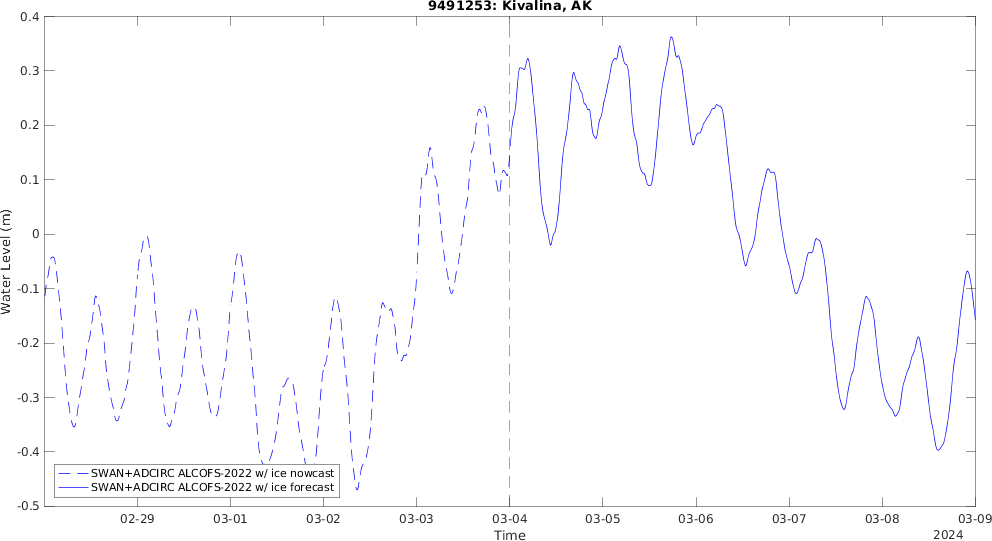 9491253: Kivalina, AK
0.4
0.3
0.2
0.1
0
-0.1
-0.2
-0.3
-0.4
-0.5
Water Level (m)
SWAN+ADCIRC ALCOFS-2022 w/ ice nowcast
SWAN+ADCIRC ALCOFS-2022 w/ ice forecast
02-29 03-01 03-02 03-03 03-04 03-05 03-06 03-07 03-08 03-09
Time
2024